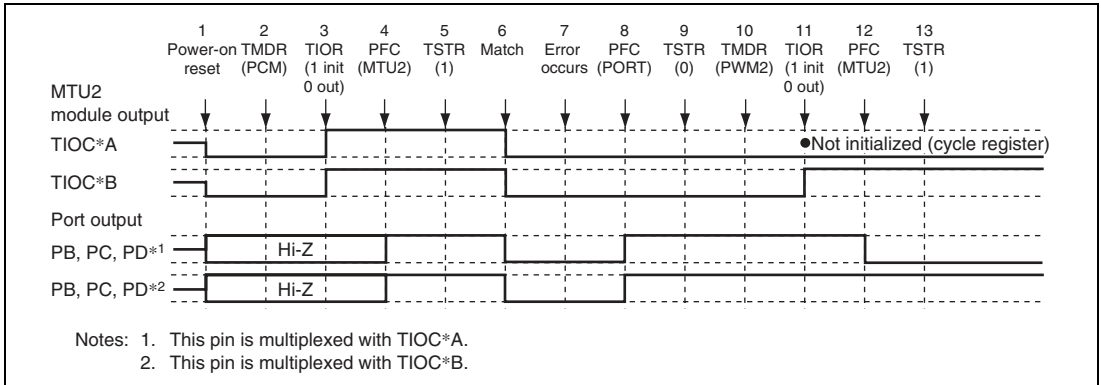 1 2 3 4 5 6 7 8 9 10 11 12 13
Power-on TMDR TIOR PFC TSTR Match Error PFC TSTR TMDR TIOR PFC TSTR
reset (PCM) (1 init (MTU2) (1) occurs (PORT) (0) (PWM2) (1 init (MTU2) (1)
0 out) 0 out)
MTU2
module output
TIOC*A
●Not initialized (cycle register)
TIOC*B
Port output
PB, PC, PD*1 Hi-Z
PB, PC, PD*2 Hi-Z
Notes: 1. This pin is multiplexed with TIOC*A.
2. This pin is multiplexed with TIOC*B.